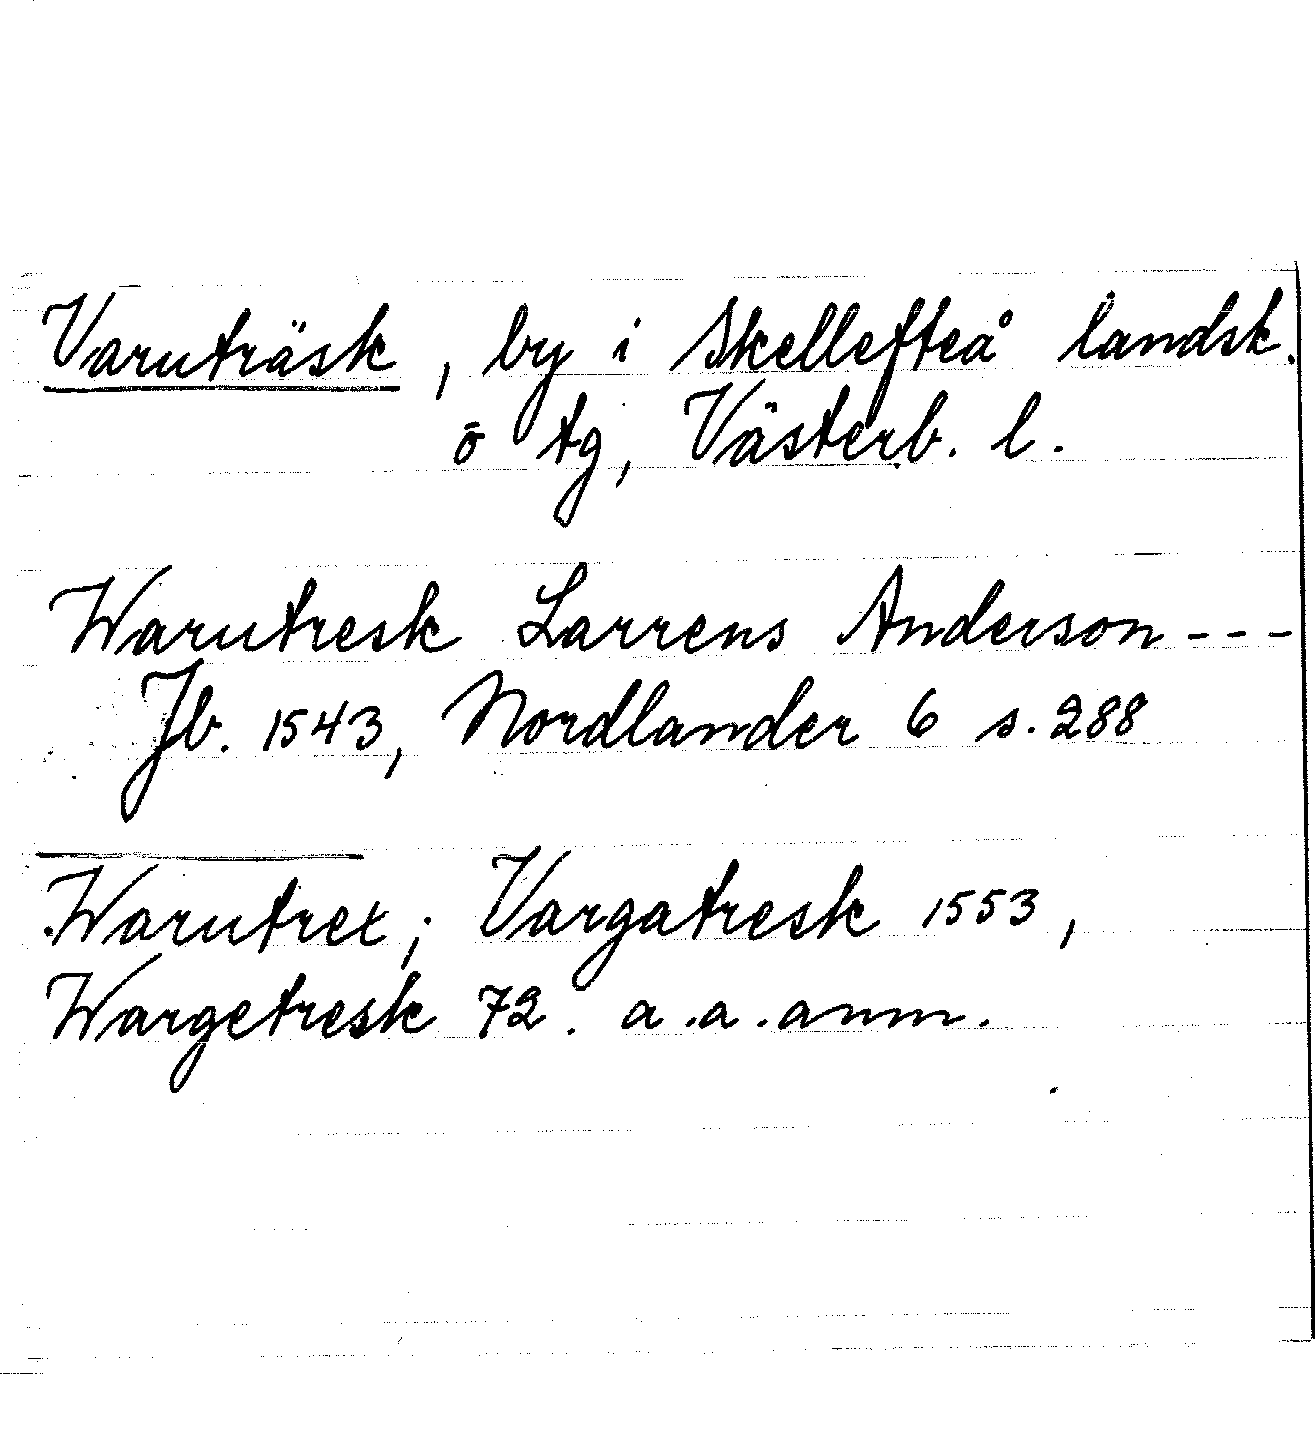 Varuträsk, by i Skellefteå landsk.
ö tg, Västerb. l.
Warutresk Larrens Anderson - - -
Jb. 1543, Nordlander 6 s. 288
Warutret; Vargatresk 1553,
Wargetresk 72. a.a.anm.